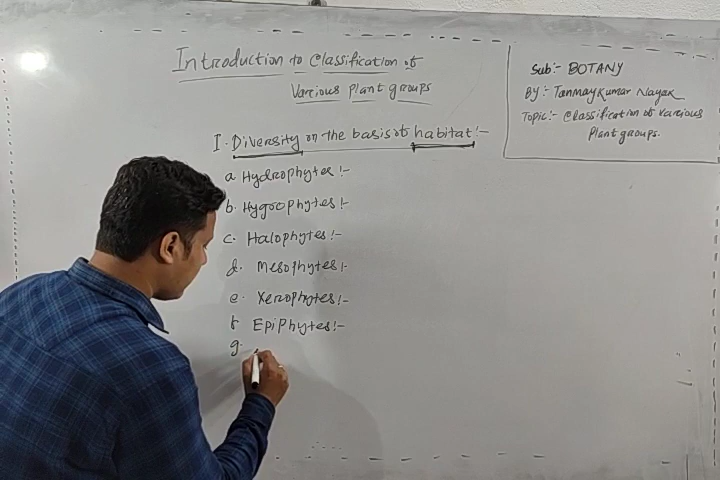 Introduction to Classification of
Various plant groups
Sub:- BOTANY
By:- Tanmay Kumar Nayak
Topic:- Classification of various
Plant groups.
I. Diversity on the basis of habitat:-
a. Hydrophytes:-
b. Hygrophytes:-
c. Halophytes:-
d. Mesophytes:-
e. Xerophytes:-
f. Epiphytes:-
g.